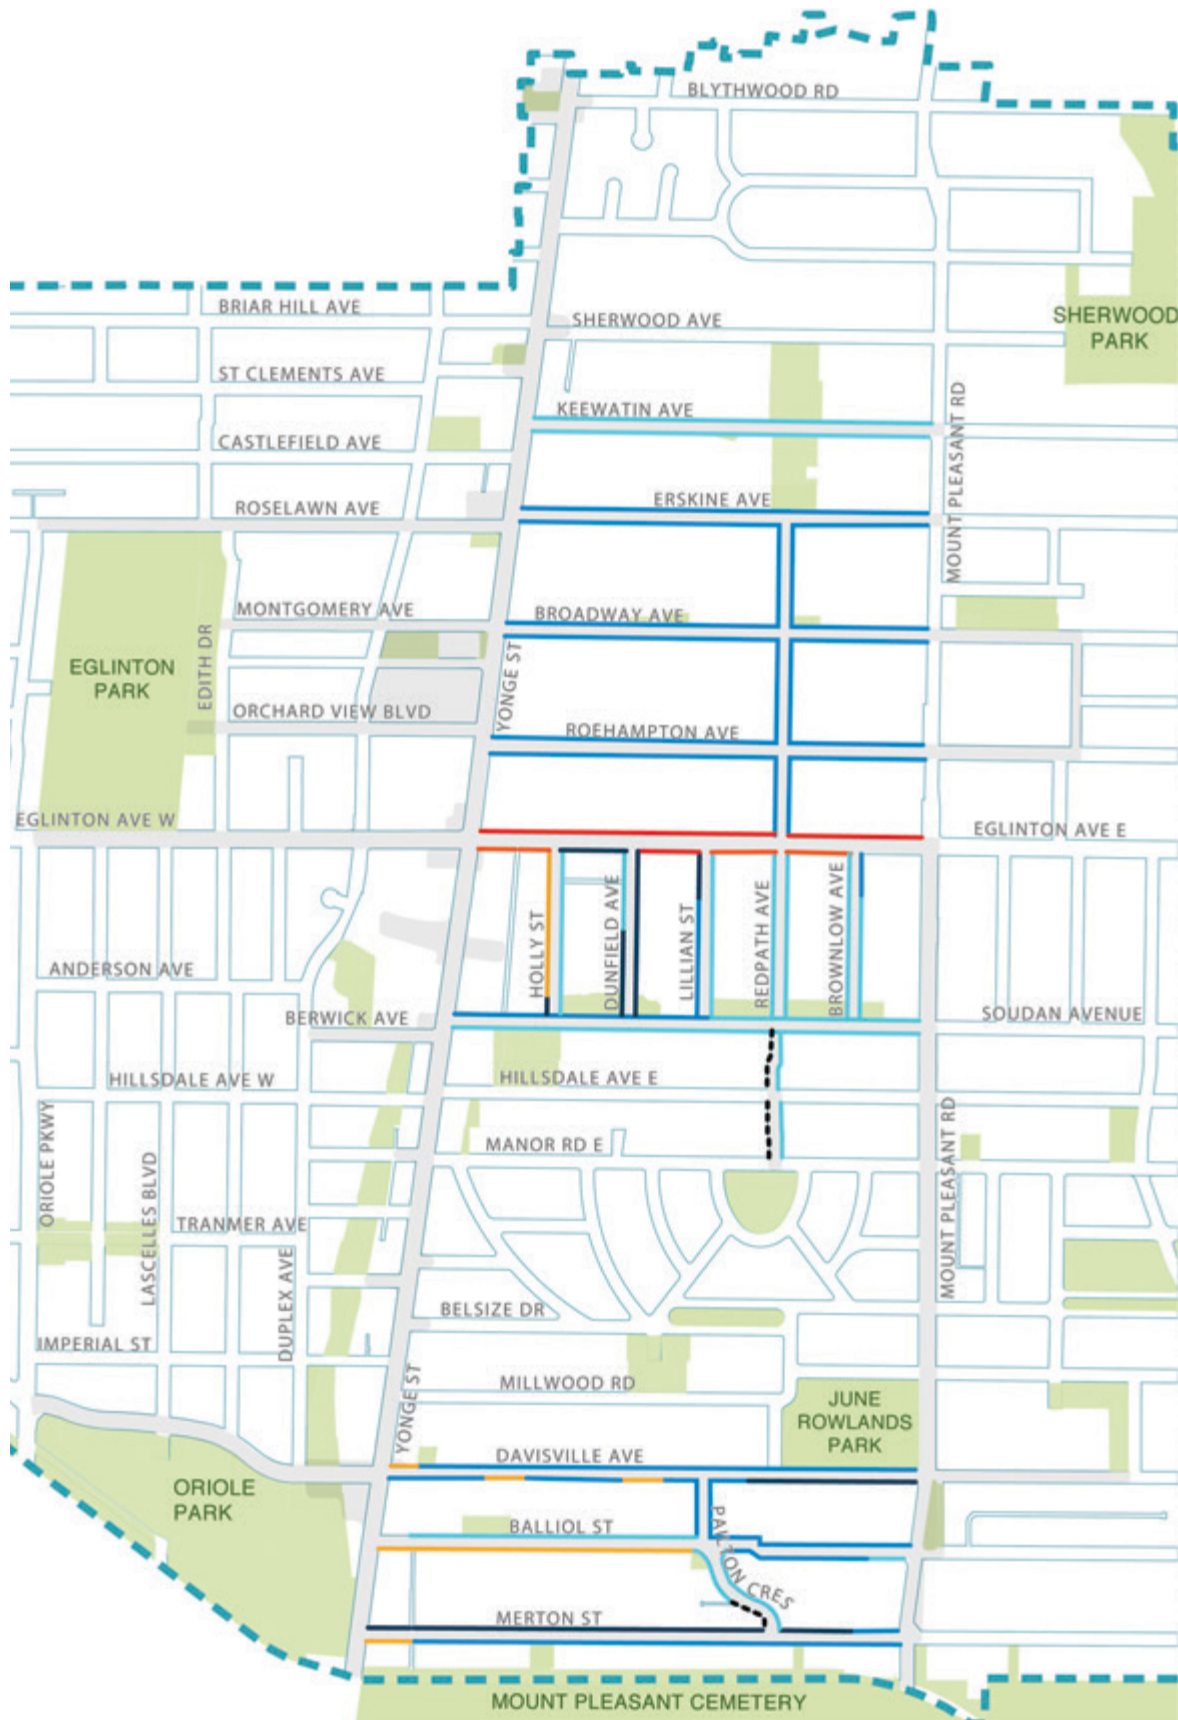 BLYTHWOOD RD
BRIAR HILL AVE
SHERWOOD AVE
SHERWOOD
PARK
ST CLEMENTS AVE
KEEWATIN AVE
MOUNT PLEASANT RD
CASTLEFIELD AVE
ERSKINE AVE
ROSELAWN AVE
MONTGOMERY AVE
BROADWAY AVE
EDITH DR
EGLINTON
PARK
YONGE ST
ORCHARD VIEW BLVD
ROEHAMPTON AVE
EGLINTON AVE W
EGLINTON AVE E
HOLLY ST
DUNFIELD AVE
LILLIAN ST
REDPATH AVE
BROWNLOW AVE
ANDERSON AVE
BERWICK AVE
SOUDAN AVENUE
HILLSDALE AVE W
HILLSDALE AVE E
ORIOLE PKWY
LASCELLES BLVD
MANOR RD E
MOUNT PLEASANT RD
TRANMER AVE
DUPLEX AVE
BELSIZE DR
IMPERIAL ST
YONGE ST
MILLWOOD RD
JUNE
ROWLANDS
PARK
DAVISVILLE AVE
ORIOLE
PARK
BALLIOL ST
PAILTON CRES
MERTON ST
MOUNT PLEASANT CEMETERY